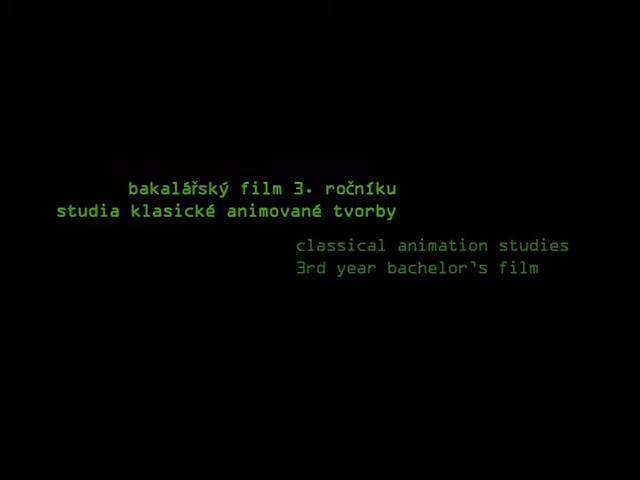 bakalářský film 3. ročníku
studia klasické animované tvorby
classical animation studies
3rd year bachelor's film